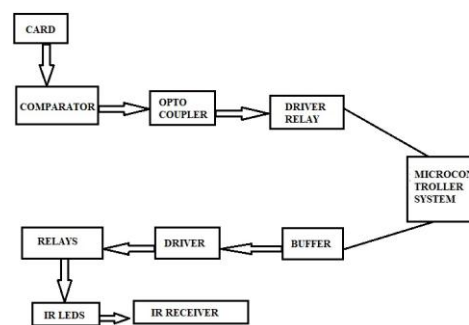 CARD
COMPARATOR
OPTO
COUPLER
DRIVER
RELAY
MICROCON
TROLLER
SYSTEM
RELAYS
DRIVER
BUFFER
IR LEDS
IR RECEIVER